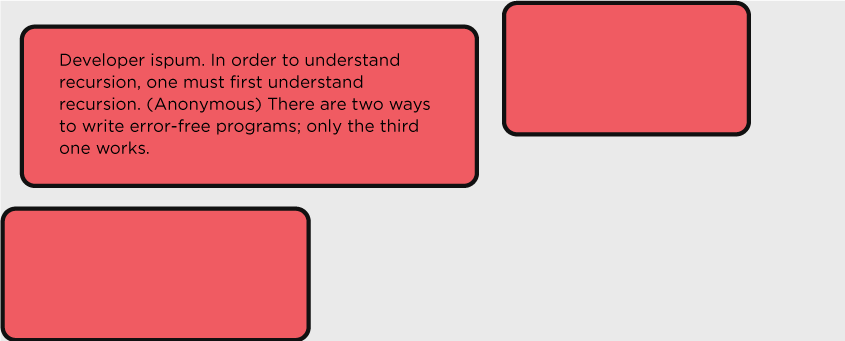 Developer ispum. In order to understand
recursion, one must first understand
recursion. (Anonymous) There are two ways
to write error-free programs; only the third
one works.